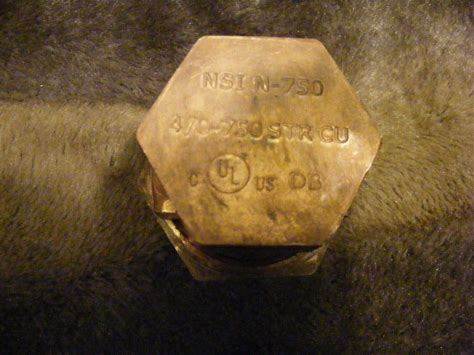 NSI N-750
4/0-750 STR CU
C UL US DB